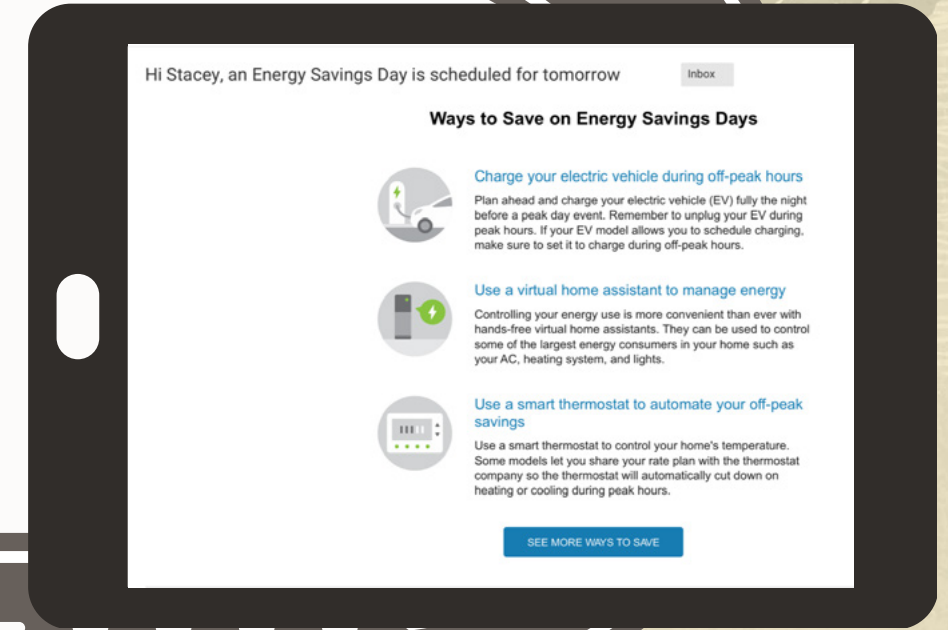 Hi Stacey, an Energy Savings Day is scheduled for tomorrow
Inbox
Ways to Save on Energy Savings Days
Charge your electric vehicle during off-peak hours
Plan ahead and charge your electric vehicle (EV) fully the night
before a peak day event. Remember to unplug your EV during
peak hours. If your EV model allows you to schedule charging,
make sure to set it to charge during off-peak hours.
Use a virtual home assistant to manage energy
Controlling your energy use is more convenient than ever with
hands-free virtual home assistants. They can be used to control
some of the largest energy consumers in your home such as
your AC, heating system, and lights.
Use a smart thermostat to automate your off-peak
savings
Use a smart thermostat to control your home's temperature.
Some models let you share your rate plan with the thermostat
company so the thermostat will automatically cut down on
heating or cooling during peak hours.
SEE MORE WAYS TO SAVE